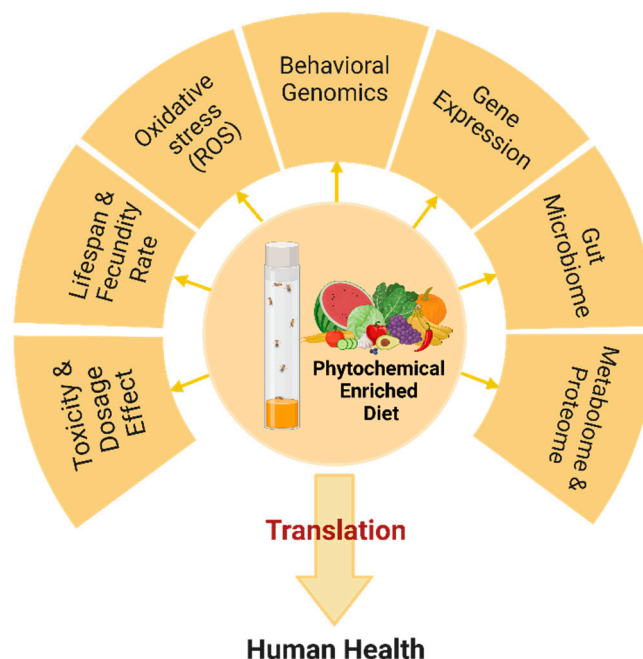 Toxicity &
Dosage
Effect
Lifespan &
Fecundity
Rate
Oxidative
stress
(ROS)
Behavioral
Genomics
Gene
Expression
Gut
Microbiome
Metabolome &
Proteome
Phytochemical
Enriched
Diet
Translation
Human Health